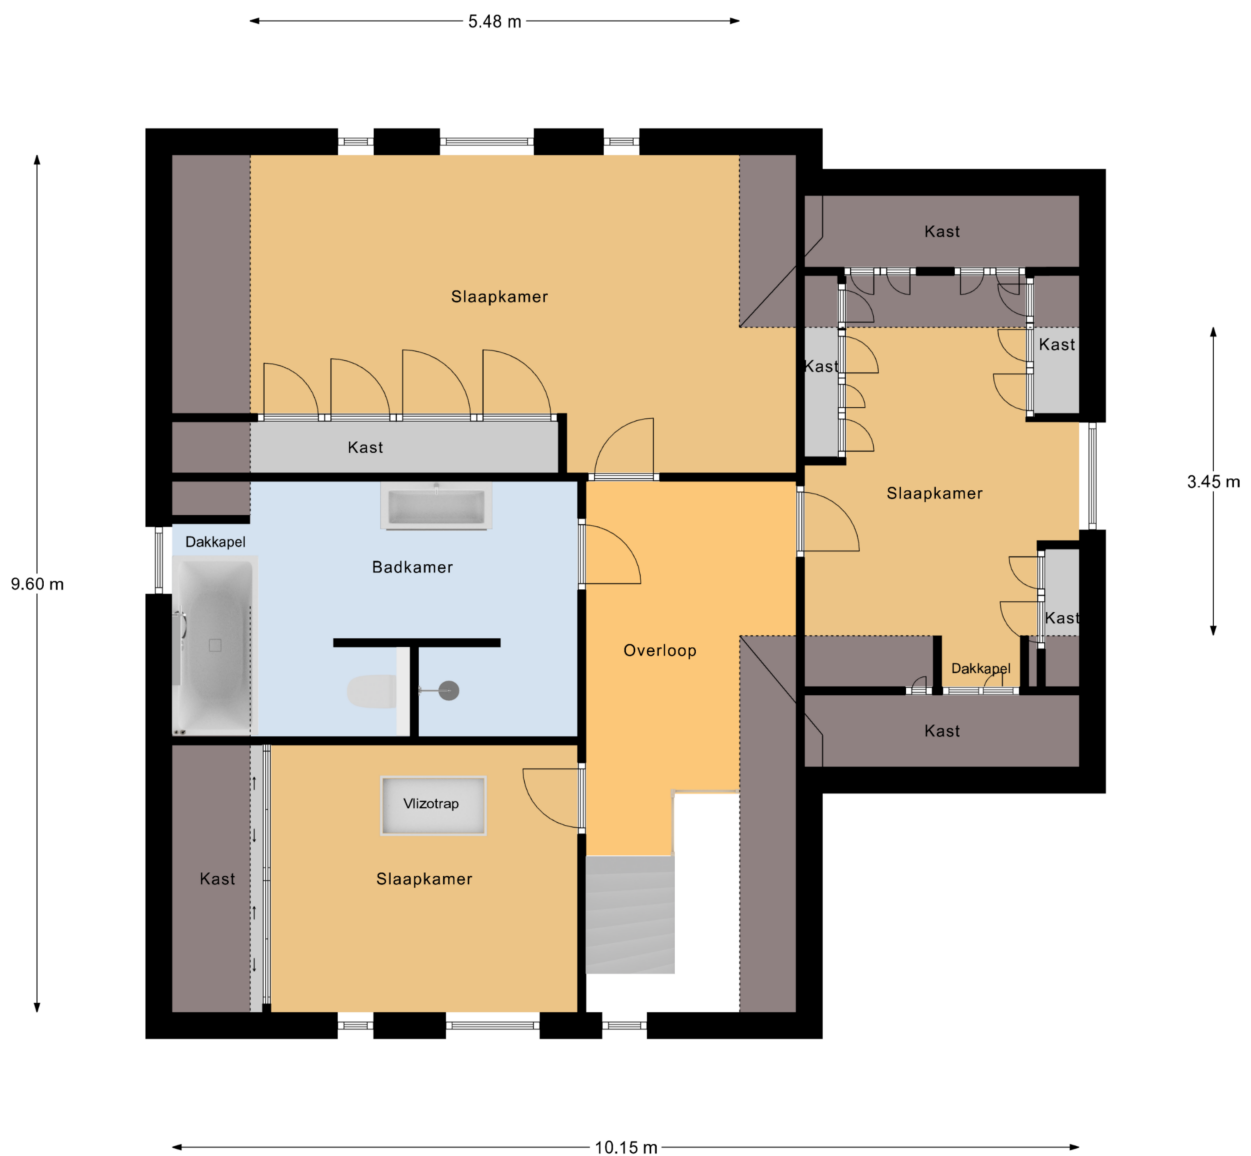 5.48 m
Kast
Slaapkamer
Kast
Kast
Kast
Slaapkamer
3.45 m
Dakkapel
Badkamer
9.60 m
Kast
Overloop
Dakkapel
Kast
Vlizotrap
Kast
Slaapkamer
10.15 m